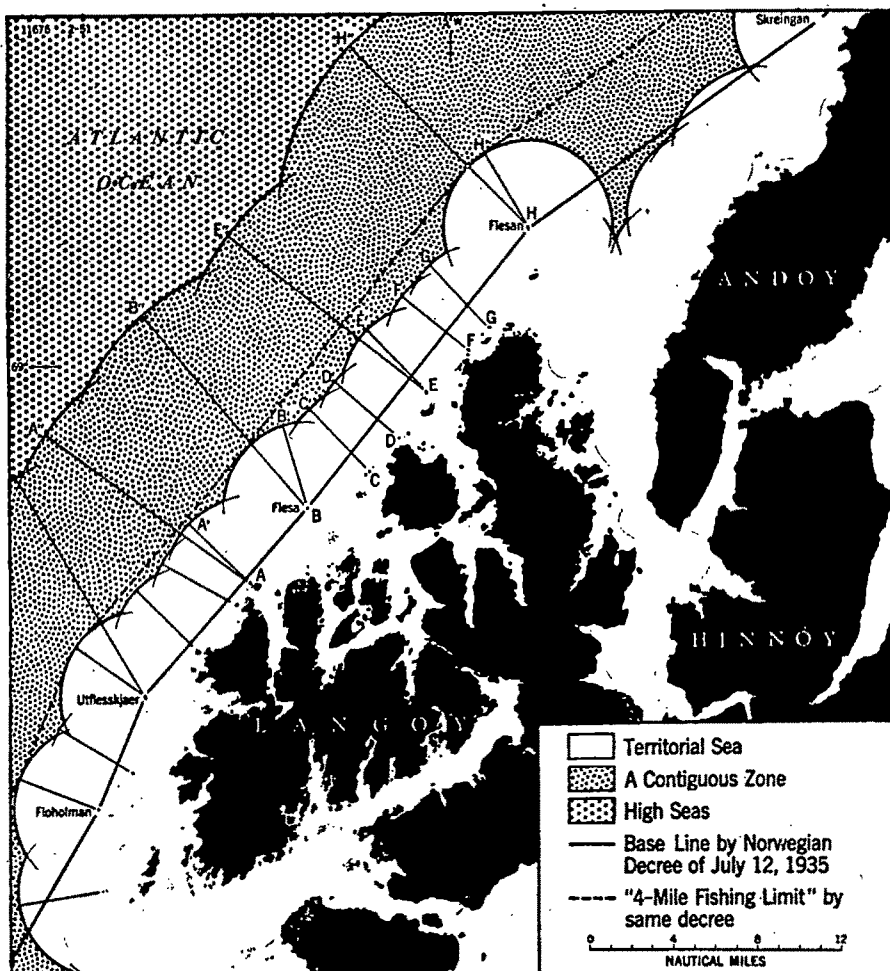 Skreingan
ATLANTIC
OCEAN
H"
H'
H
Flesan
ANDOY
E"
G
F
F
E'
E
B"
D'
D
C'
C
B'
B
Flesa
A"
A'
A
HINNÖY
Utflesskjaer
LANGOY
Floholman
Territorial Sea
A Contiguous Zone
High Seas
Base Line by Norwegian
Decree of July 12, 1935
"4-Mile Fishing Limit" by
same decree
0 4 8 12
NAUTICAL MILES